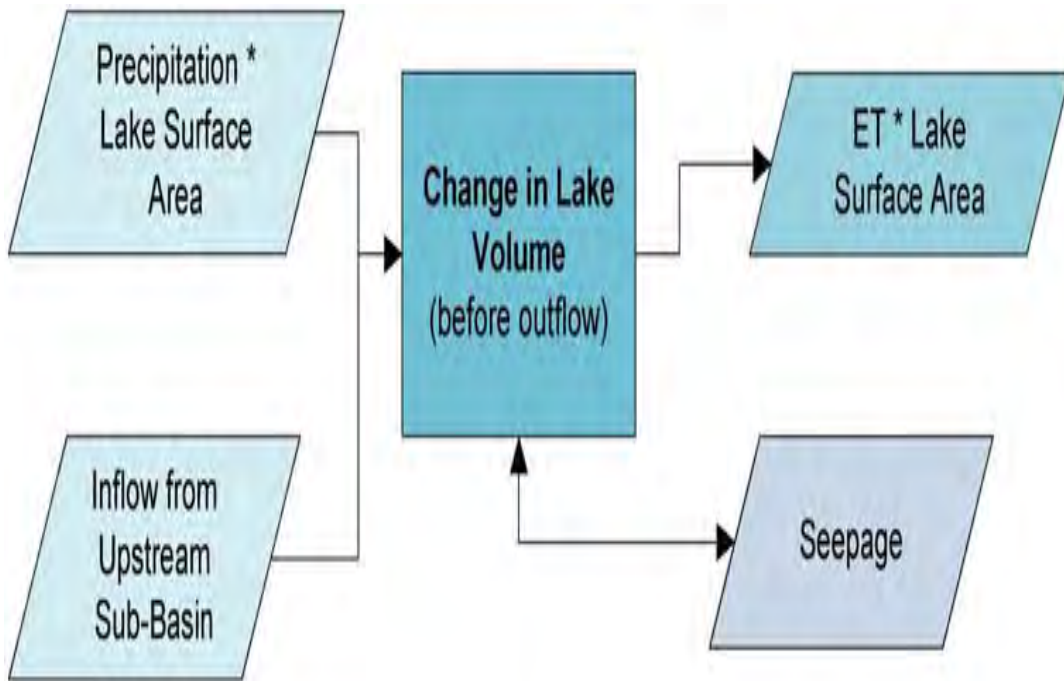 Precipitation *
Lake Surface
Area
Change in Lake
Volume
(before outflow)
ET * Lake
Surface Area
Inflow from
Upstream
Sub-Basin
Seepage